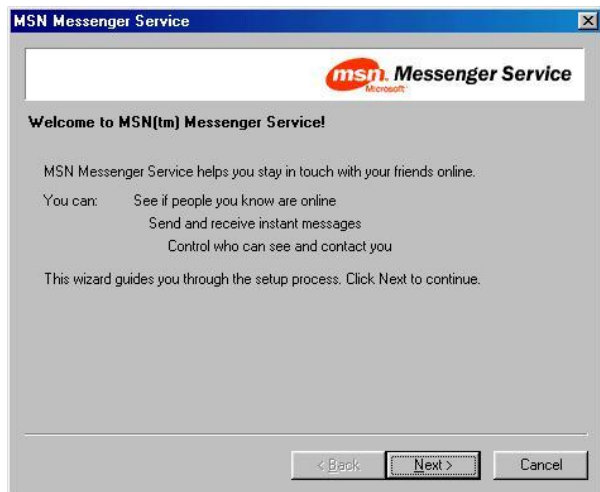 MSN Messenger Service
msn. Messenger Service
Microsoft
Welcome to MSN(tm) Messenger Service!
MSN Messenger Service helps you stay in touch with your friends online.
You can: See if people you know are online
Send and receive instant messages
Control who can see and contact you
This wizard guides you through the setup process. Click Next to continue.
< Back Next > Cancel